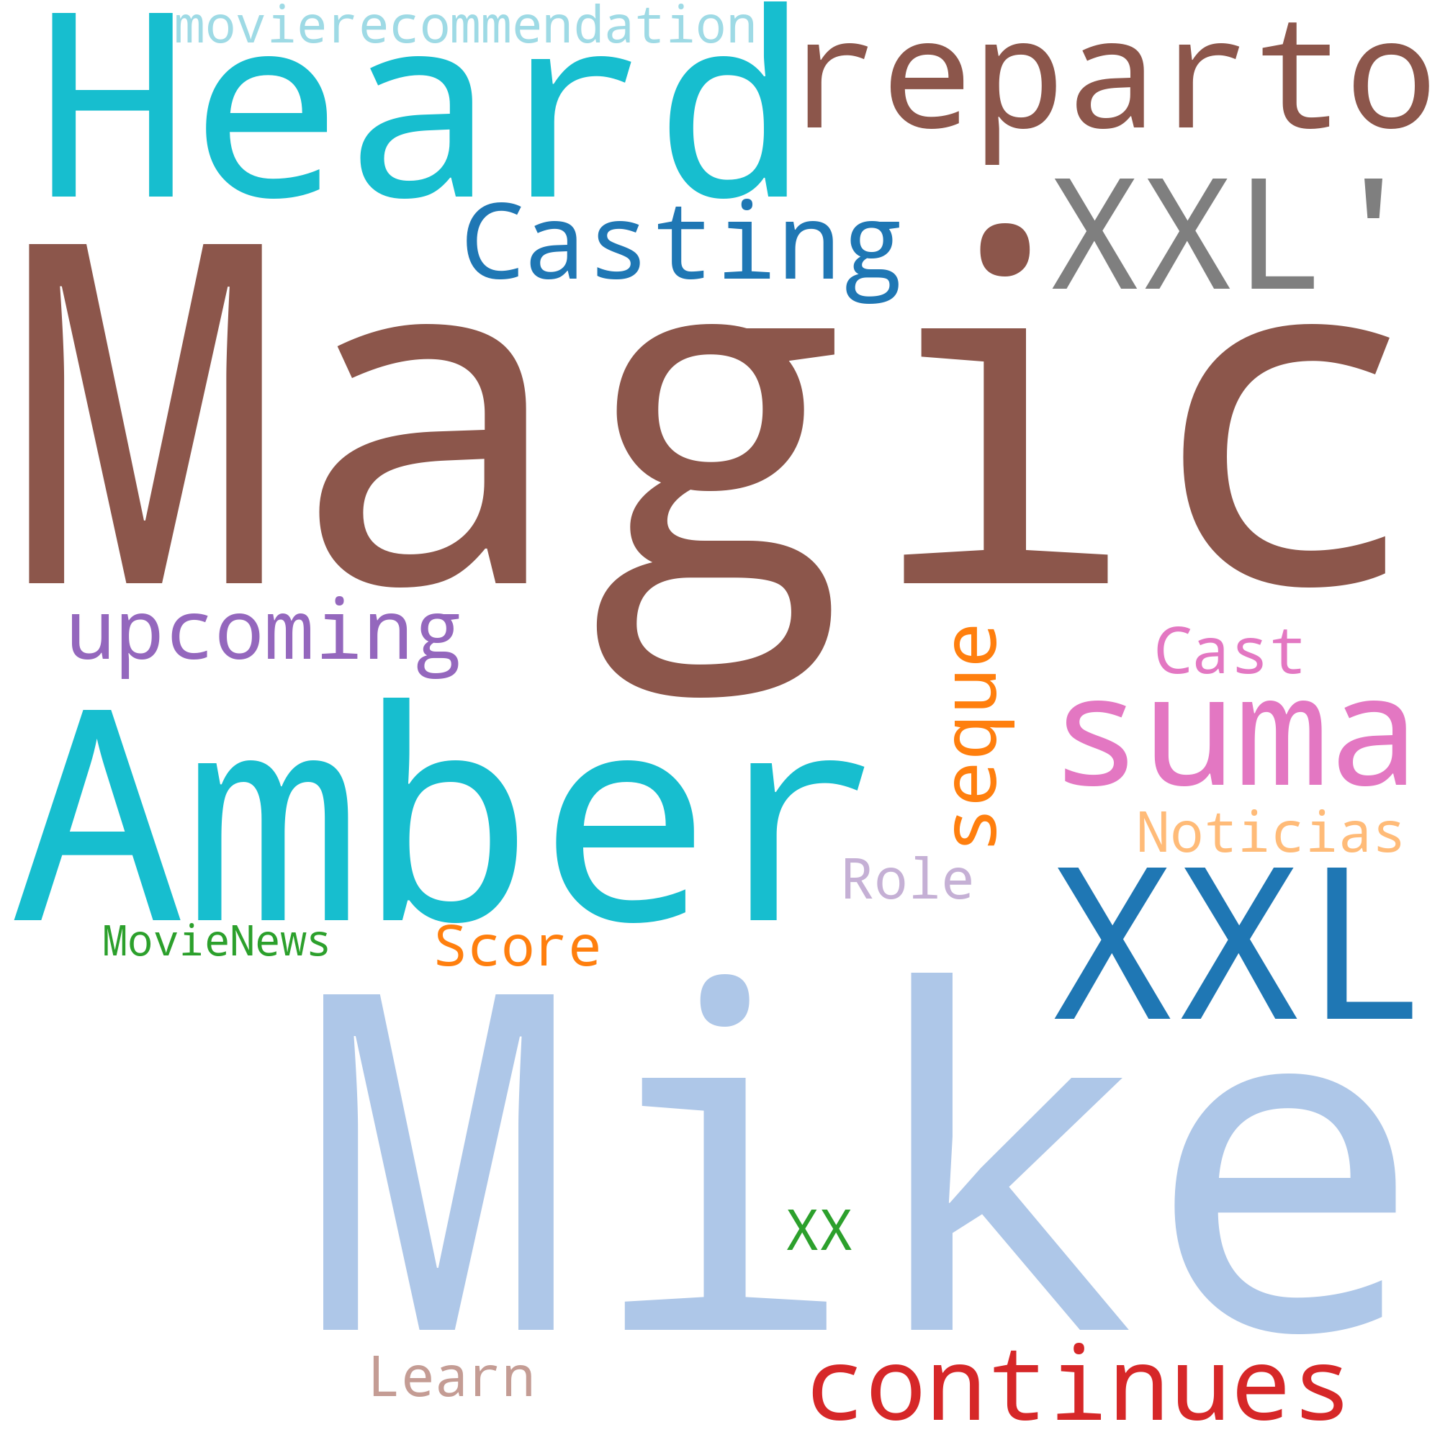 movierecommendation
Heard
reparto
Casting
XXL'
Magic
upcoming
seque
Cast
suma
Amber
Noticias
Role
XXL
MovieNews
Score
Mike
XX
Learn
continues